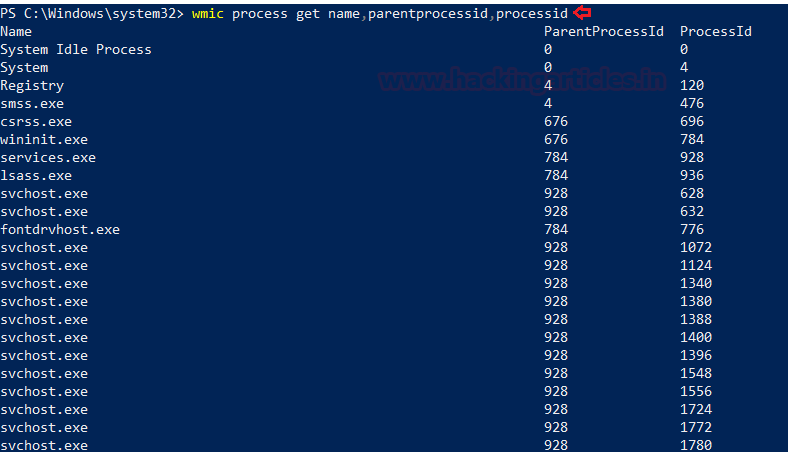 PS C:\Windows\system32> wmic process get name,parentprocessid,processid
Name ParentProcessId ProcessId
System Idle Process 0 0
System 0 4
www.hackingarticles.in
Registry 4 120
smss.exe 4 476
csrss.exe 676 696
wininit.exe 676 784
services.exe 784 928
lsass.exe 784 936
svchost.exe 928 628
svchost.exe 928 632
fontdrvhost.exe 784 776
svchost.exe 928 1072
svchost.exe 928 1124
svchost.exe 928 1340
svchost.exe 928 1380
svchost.exe 928 1388
svchost.exe 928 1400
svchost.exe 928 1396
svchost.exe 928 1548
svchost.exe 928 1556
svchost.exe 928 1724
svchost.exe 928 1772
svchost.exe 928 1780